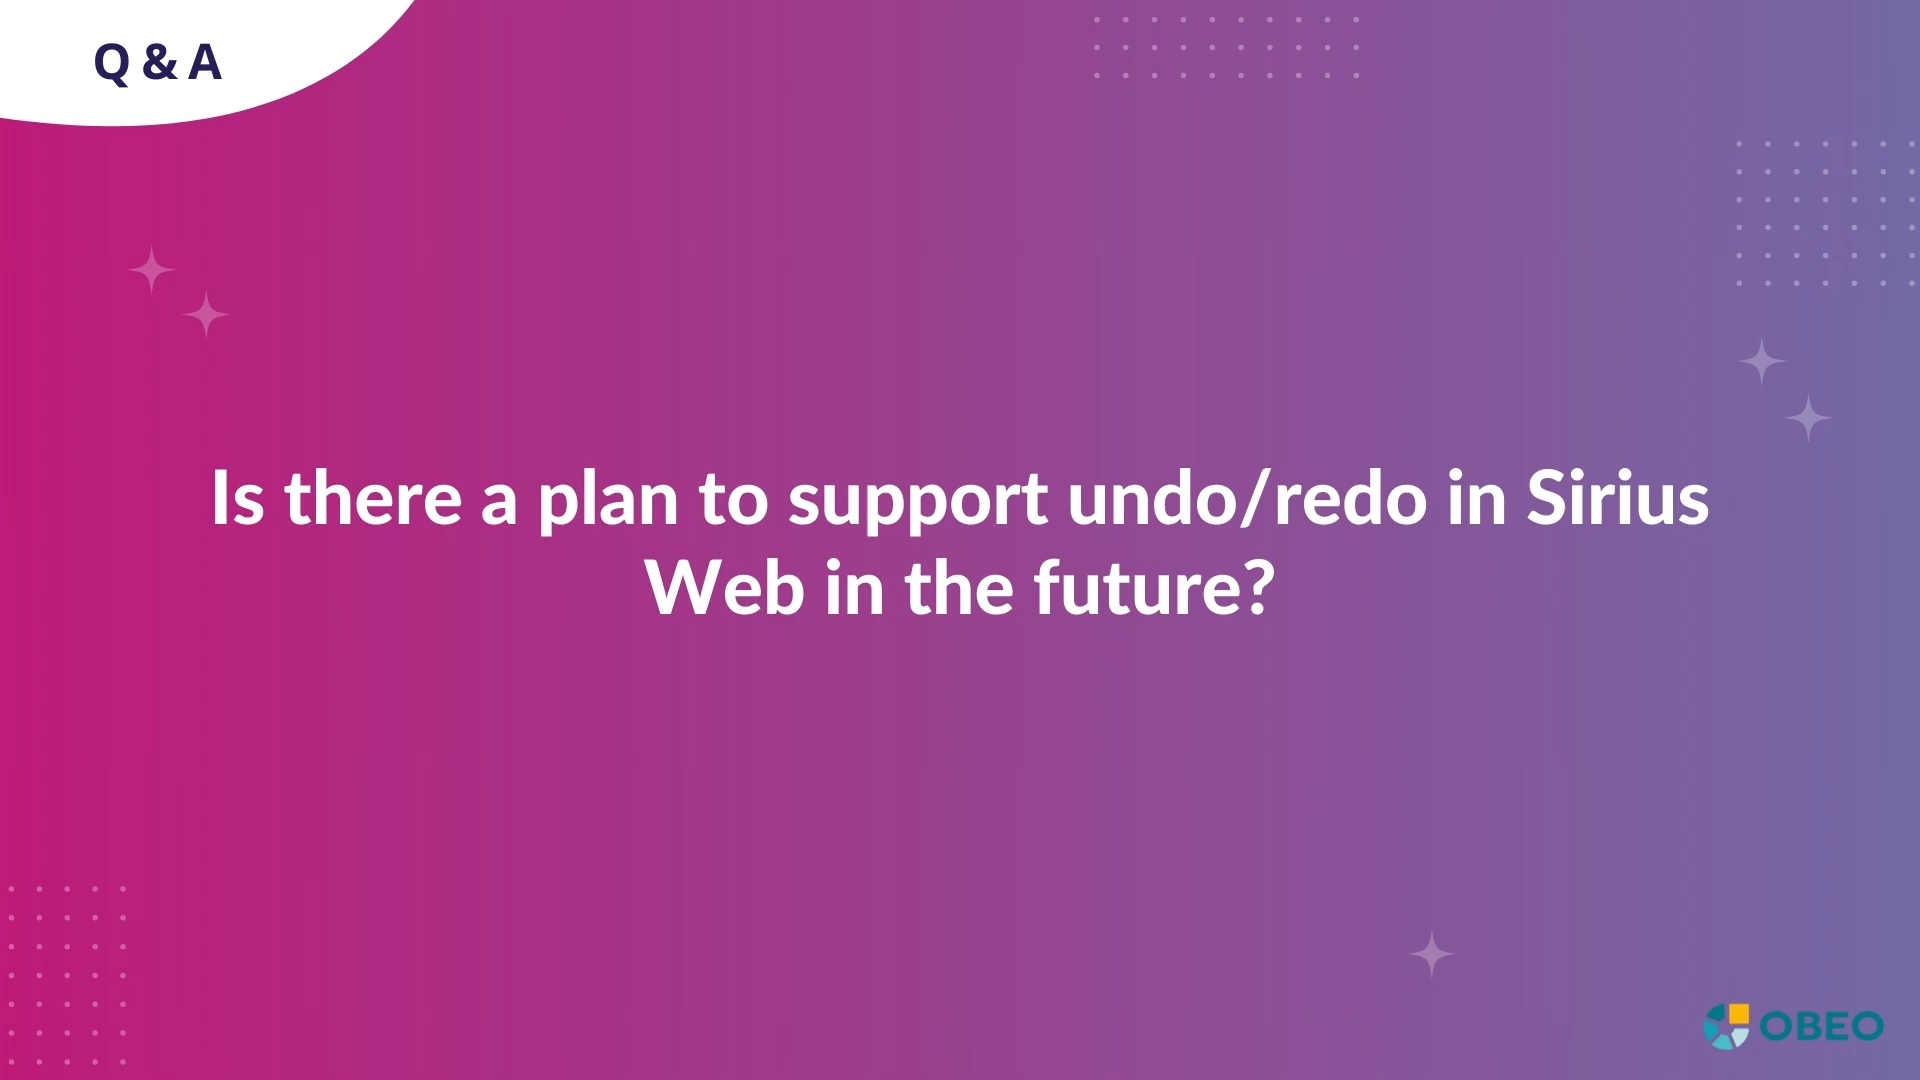 Q & A
Is there a plan to support undo/redo in Sirius
Web in the future?
OBEO